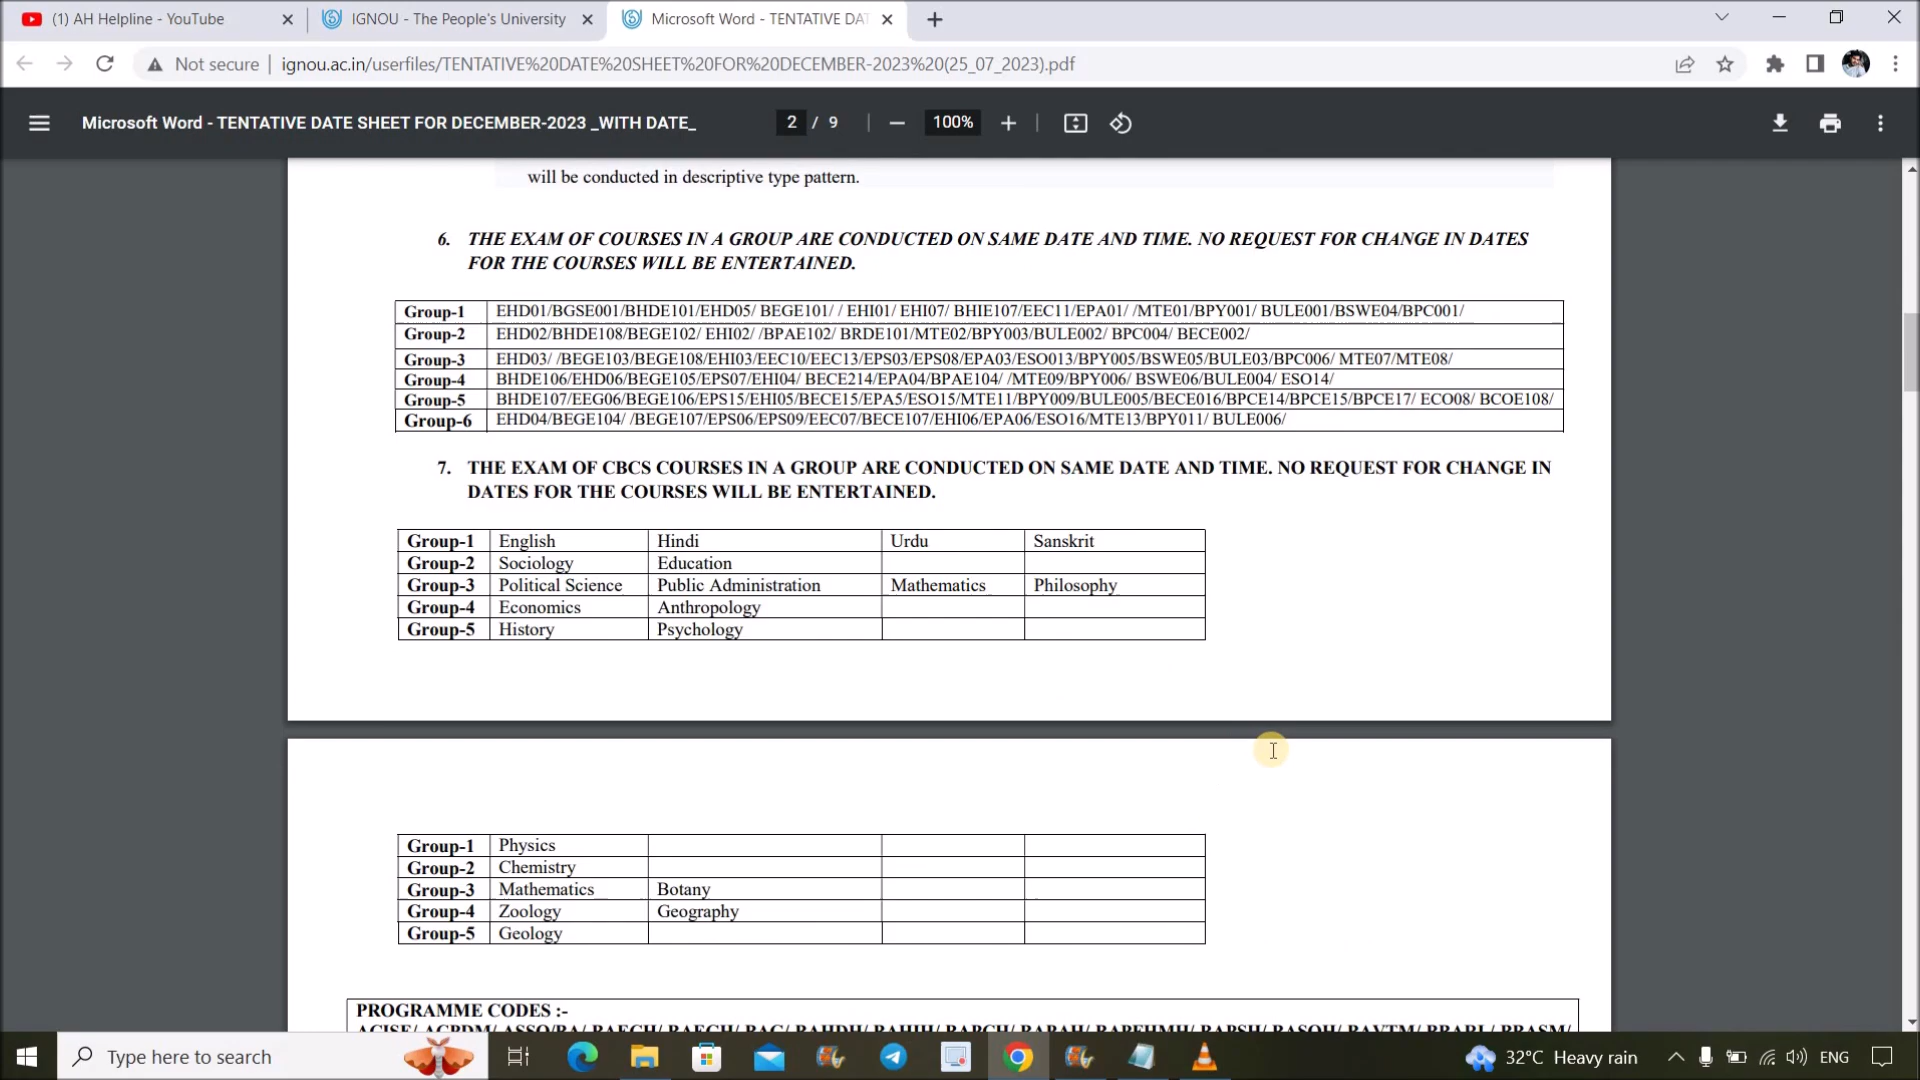 (1) AH Helpline - YouTube
IGNOU - The People's University
Microsoft Word - TENTATIVE DAT
Not secure
ignou.ac.in/userfiles/TENTATIVE%20DATE%20SHEET%20FOR%20DECEMBER-2023%20(25_07_2023).pdf
Microsoft Word - TENTATIVE DATE SHEET FOR DECEMBER-2023 _WITH DATE_
2 / 9
100%
will be conducted in descriptive type pattern.
6. THE EXAM OF COURSES IN A GROUP ARE CONDUCTED ON SAME DATE AND TIME. NO REQUEST FOR CHANGE IN DATES
FOR THE COURSES WILL BE ENTERTAINED.
Group-1 EHD01/BGSE001/BHDE101/EHD05/ BEGE101/ / EHI01/ EHI07/ BHIE107/EEC11/EPA01/ /MTE01/BPY001/ BULE001/BSWE04/BPC001/
Group-2 EHD02/BHDE108/BEGE102/ EHI02/ /BPAE102/ BRDE101/MTE02/BPY003/BULE002/ BPC004/ BECE002/
Group-3 EHD03/ /BEGE103/BEGE108/EHI03/EEC10/EEC13/EPS03/EPS08/EPA03/ESO013/BPY005/BSWE05/BULE03/BPC006/ MTE07/MTE08/
Group-4 BHDE106/EHD06/BEGE105/EPS07/EHI04/ BECE214/EPA04/BPAE104/ /MTE09/BPY006/ BSWE06/BULE004/ ESO14/
Group-5 BHDE107/EEG06/BEGE106/EPS15/EHI05/BECE15/EPA5/ESO15/MTE11/BPY009/BULE005/BECE016/BPCE14/BPCE15/BPCE17/ ECO08/ BCOE108/
Group-6 EHD04/BEGE104/ /BEGE107/EPS06/EPS09/EEC07/BECE107/EHI06/EPA06/ESO16/MTE13/BPY011/ BULE006/
7. THE EXAM OF CBCS COURSES IN A GROUP ARE CONDUCTED ON SAME DATE AND TIME. NO REQUEST FOR CHANGE IN
DATES FOR THE COURSES WILL BE ENTERTAINED.
Group-1 English Hindi Urdu Sanskrit
Group-2 Sociology Education
Group-3 Political Science Public Administration Mathematics Philosophy
Group-4 Economics Anthropology
Group-5 History Psychology
Group-1 Physics
Group-2 Chemistry
Group-3 Mathematics Botany
Group-4 Zoology Geography
Group-5 Geology
PROGRAMME CODES :-
Type here to search
32°C Heavy rain
ENG